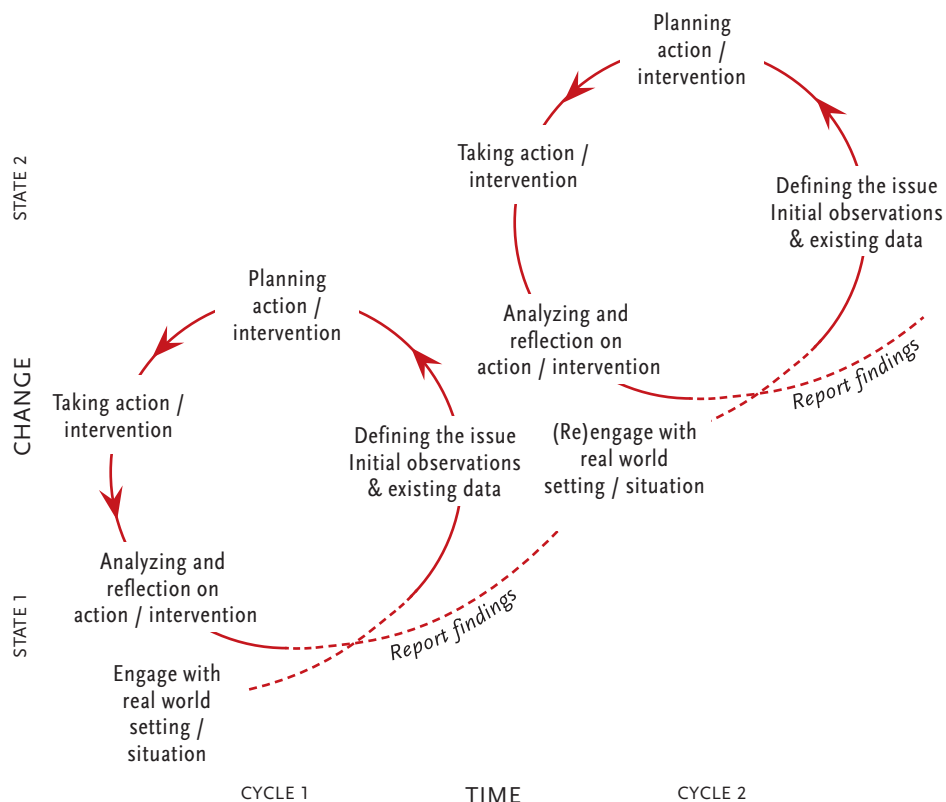 Planning
action /
intervention
Taking action /
intervention
Defining the issue
Initial observations
& existing data
Analyzing and
reflection on
action / intervention
Report findings
(Re)engage with
real world
setting / situation
Planning
action /
intervention
Taking action /
intervention
Defining the issue
Initial observations
& existing data
Analyzing and
reflection on
action / intervention
Report findings
Engage with
real world
setting /
situation
STATE 2
CHANGE
STATE 1
CYCLE 1
TIME
CYCLE 2